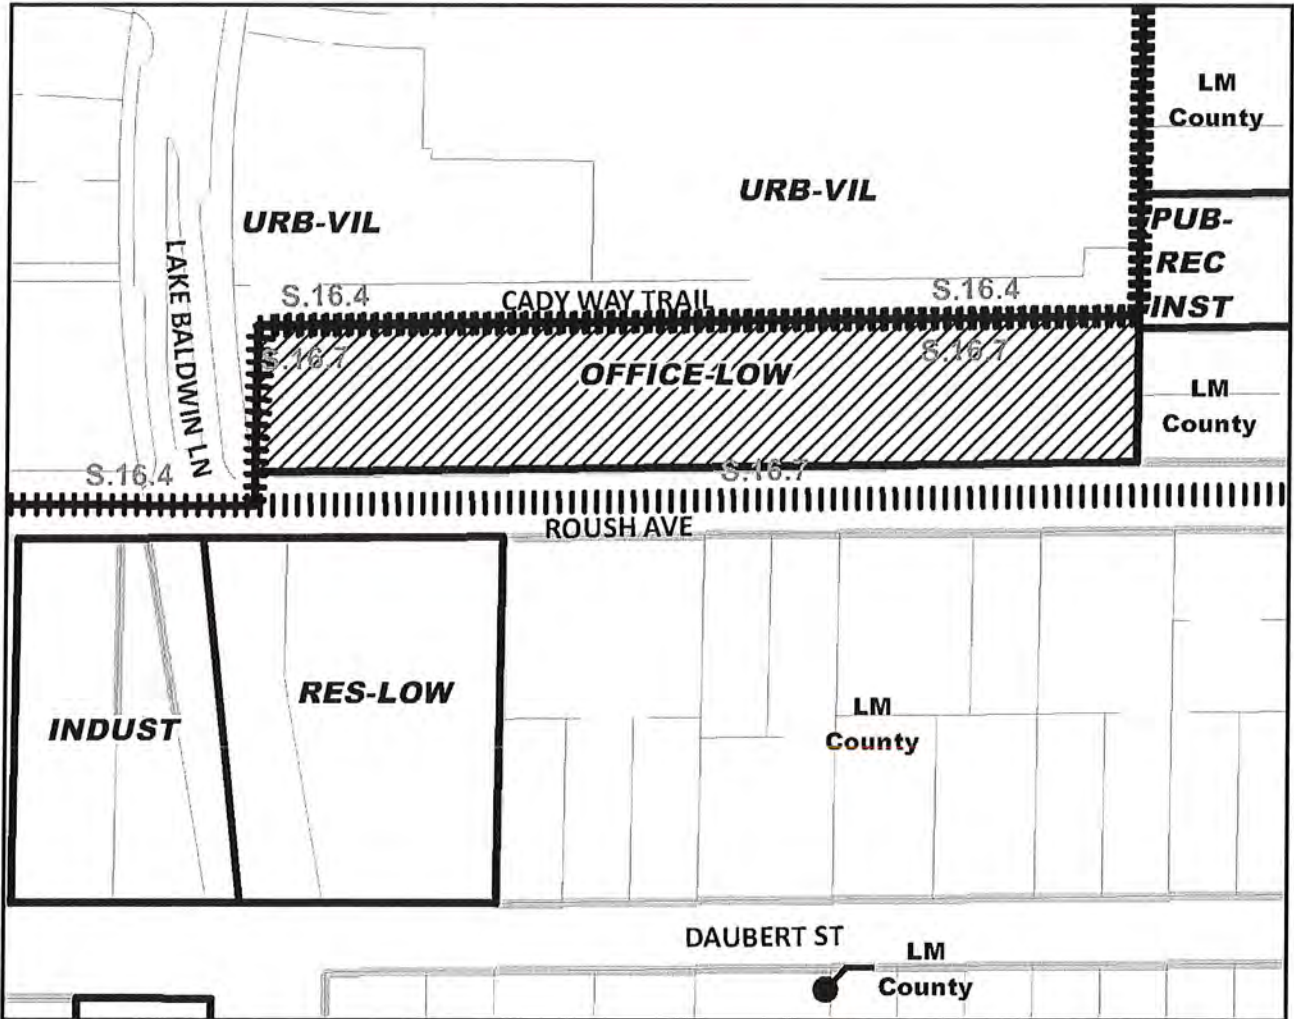 LM
County
URB-VIL
URB-VIL
PUB-
REC
INST
LAKE BALDWIN LN
S.16.4
S.16.4
CADY WAY TRAIL
S.16.7
S.16.7
OFFICE-LOW
LM
County
S.16.4
S.16.7
ROUSH AVE
RES-LOW
INDUST
LM
County
DAUBERT ST
LM
County